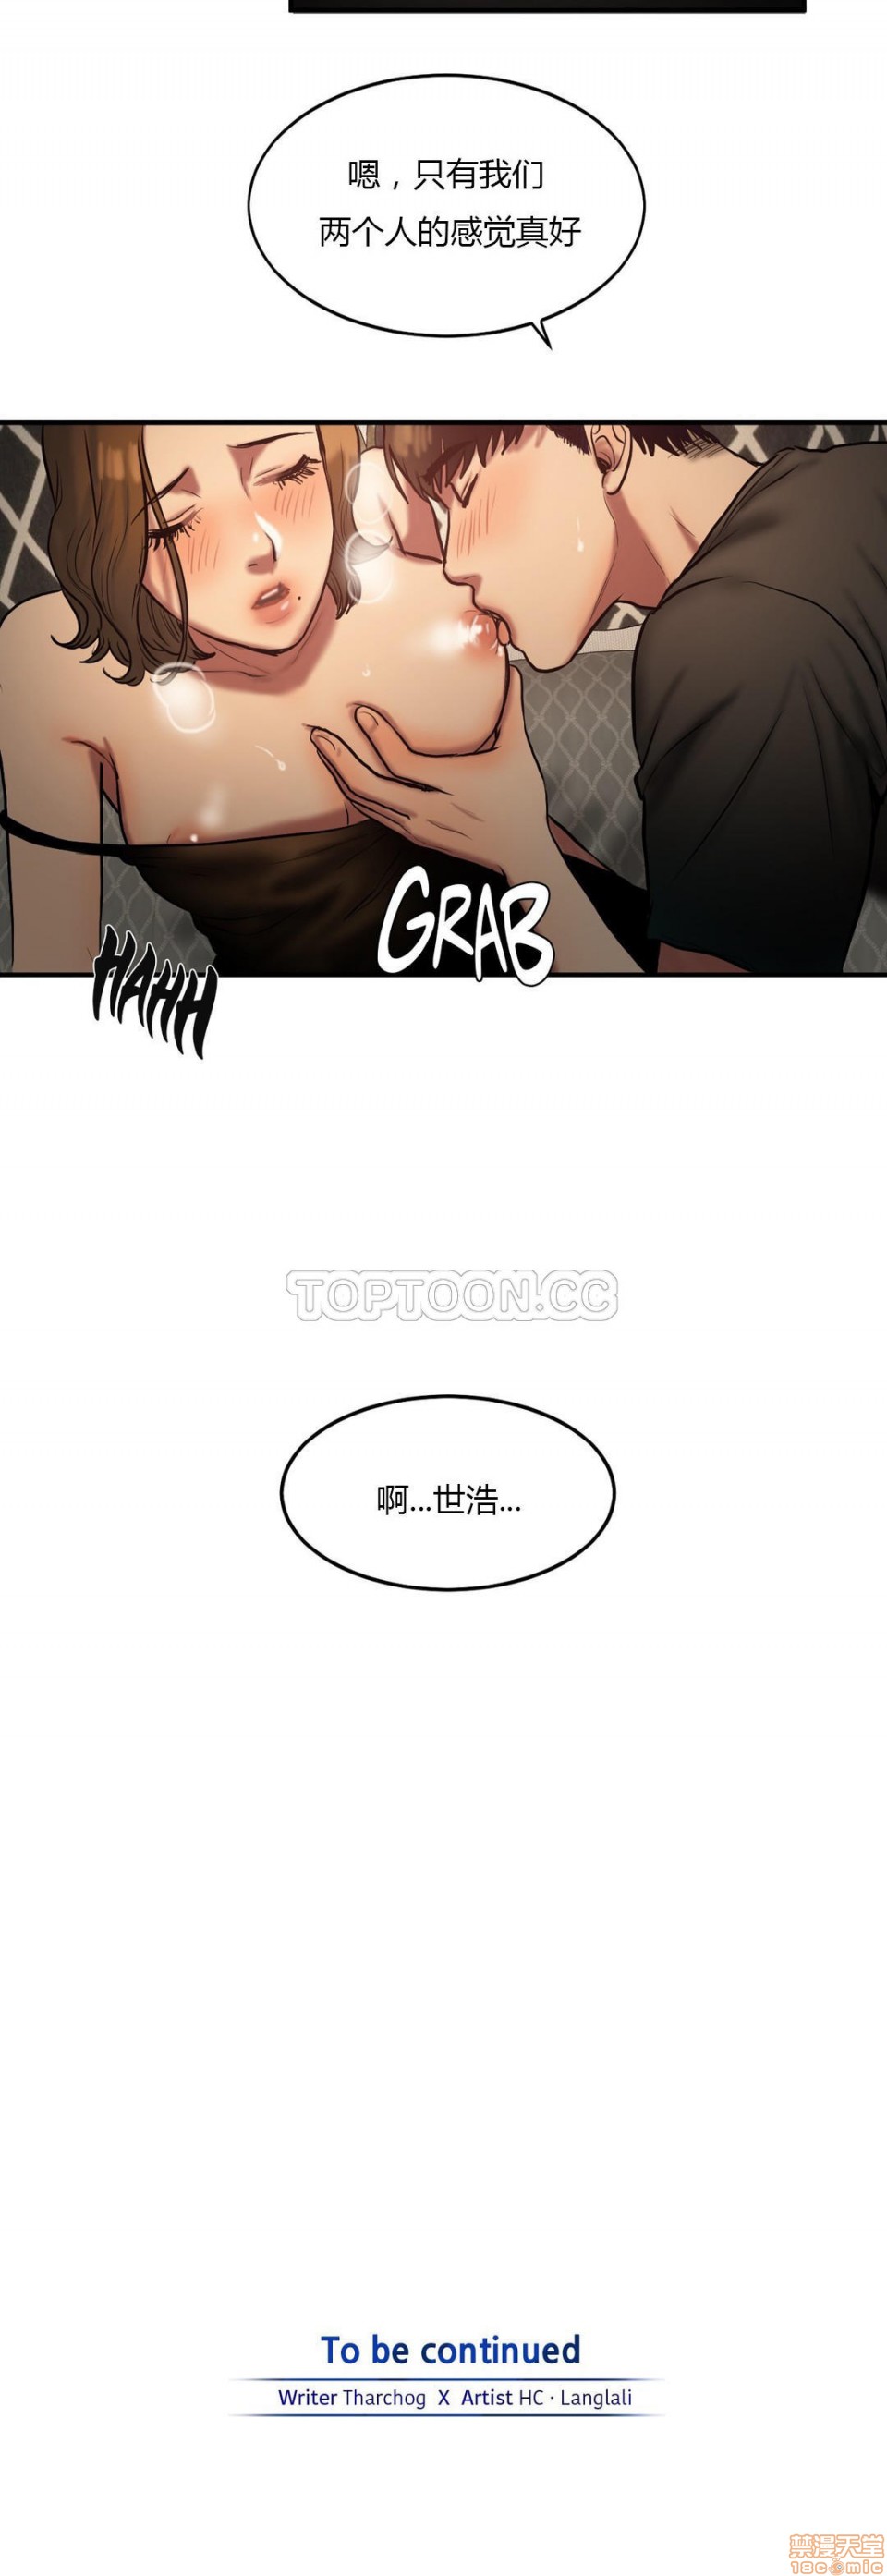 嗯，只有我们
两个人的感觉真好
GRAB
HAHH
TOPTOON.CC
啊...世浩...
To be continued
Writer Tharchog X Artist HC · Langlali
禁漫天堂
18comic